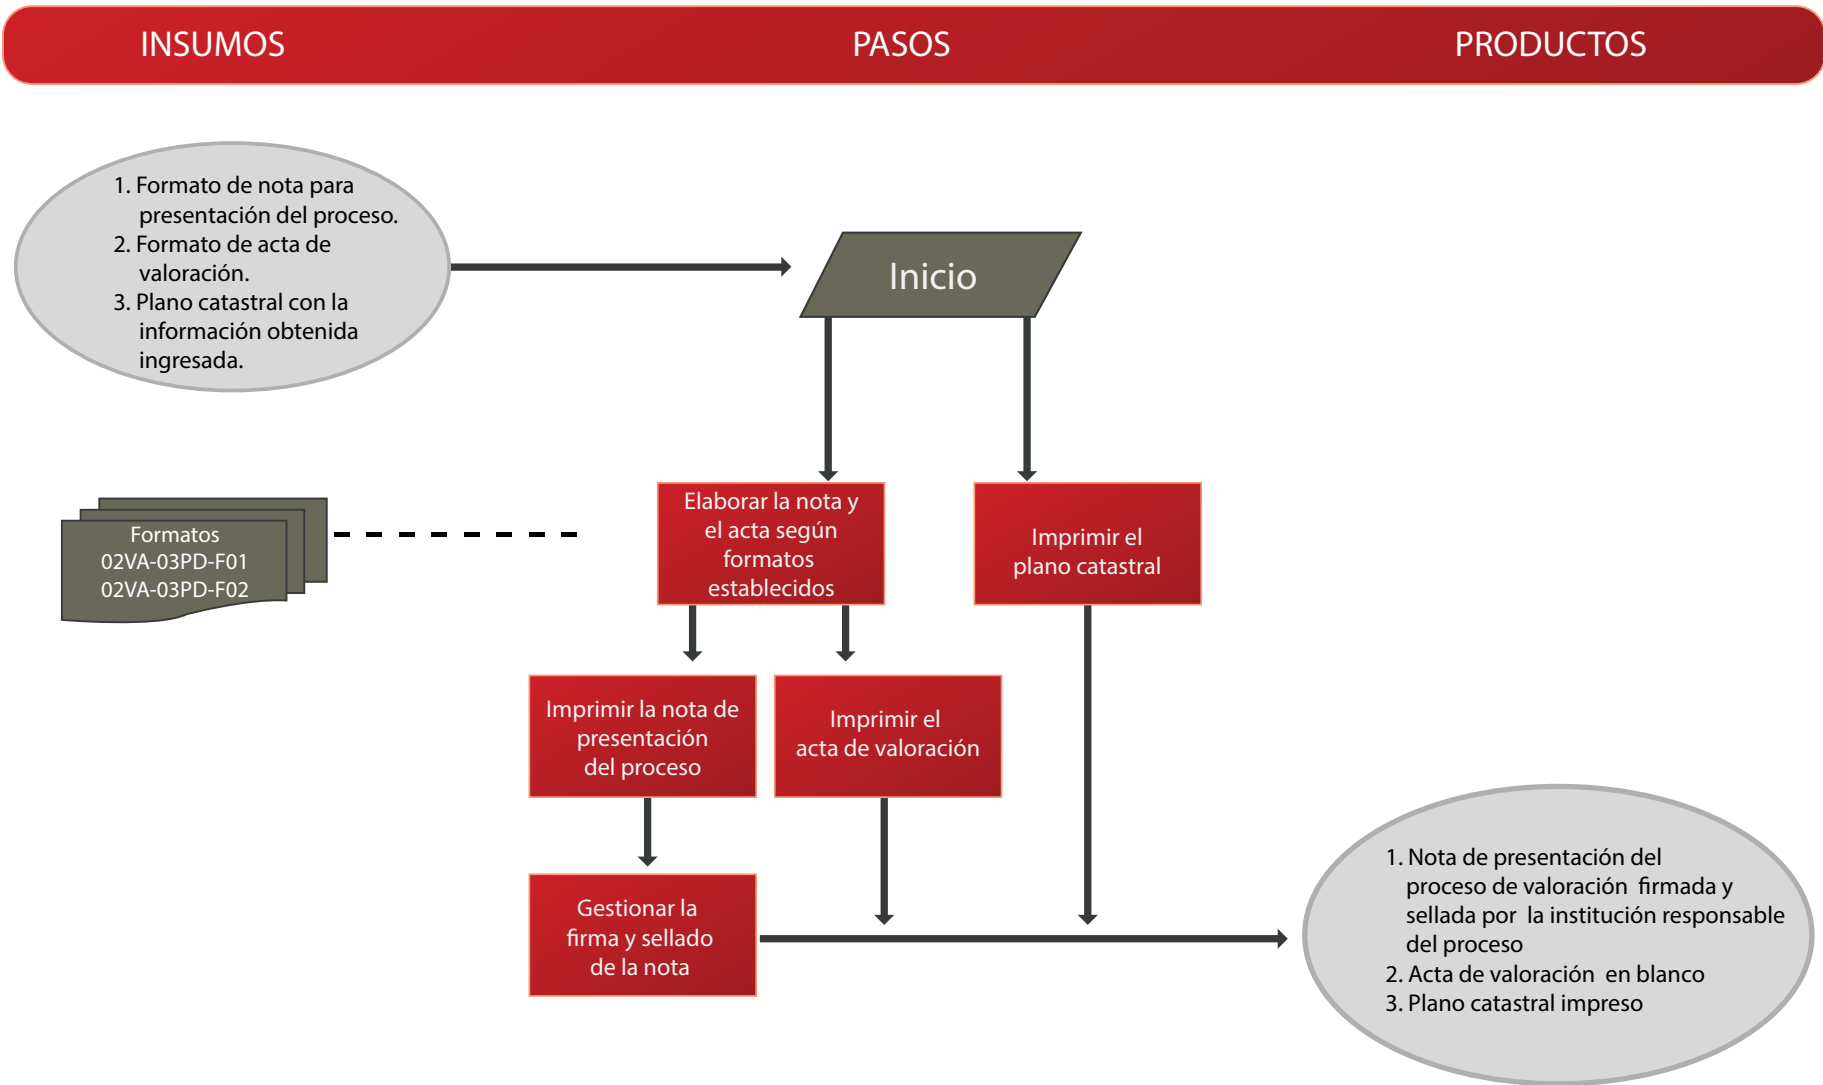 INSUMOS PASOS PRODUCTOS
1. Formato de nota para
presentación del proceso.
2. Formato de acta de
valoración.
3. Plano catastral con la
información obtenida
ingresada.
Inicio
Formatos
02VA-03PD-F01
02VA-03PD-F02
Elaborar la nota y
el acta según
formatos
establecidos
Imprimir el
plano catastral
Imprimir la nota de
presentación
del proceso
Imprimir el
acta de valoración
Gestionar la
firma y sellado
de la nota
1. Nota de presentación del
proceso de valoración firmada y
sellada por la institución responsable
del proceso
2. Acta de valoración en blanco
3. Plano catastral impreso